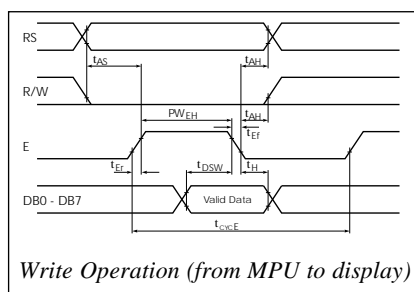 RS
tAS
tAH
R/W
PWEH
tAH
tEf
E
tEr
tDSW
tH
DB0 - DB7
Valid Data
tCYCE
Write Operation (from MPU to display)